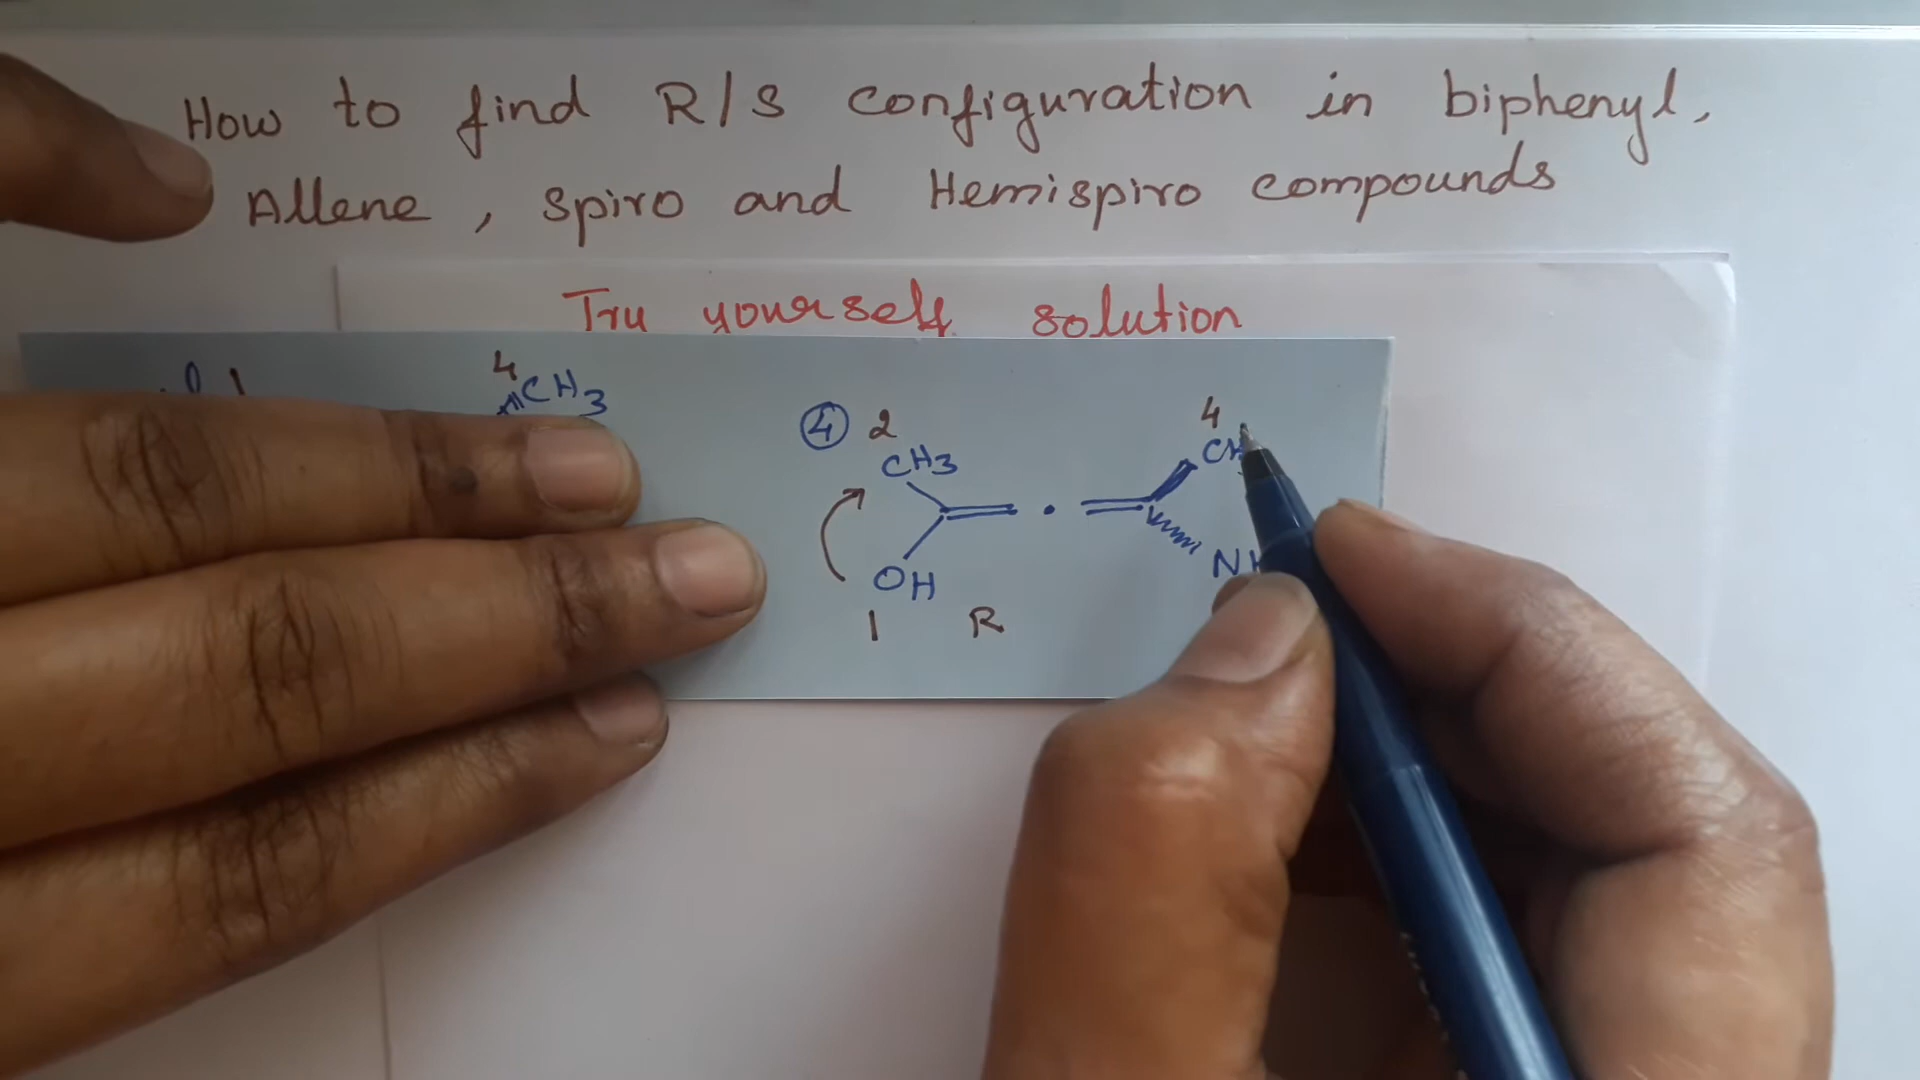 How to find R/S configuration in biphenyl,
Allene, spiro and Hemispiro compounds
Try yourself solution
4
CH3
4 2
CH3
OH
1 R
4